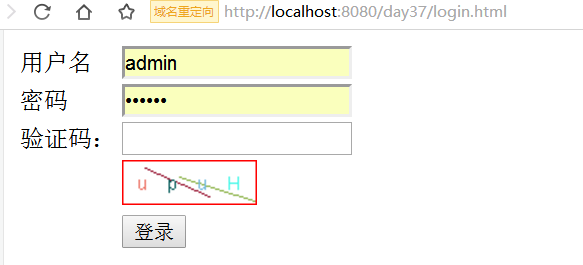 域名重定向 http://localhost:8080/day37/login.html
用户名 admin
密码 ••••••
验证码：
u p u H
登录